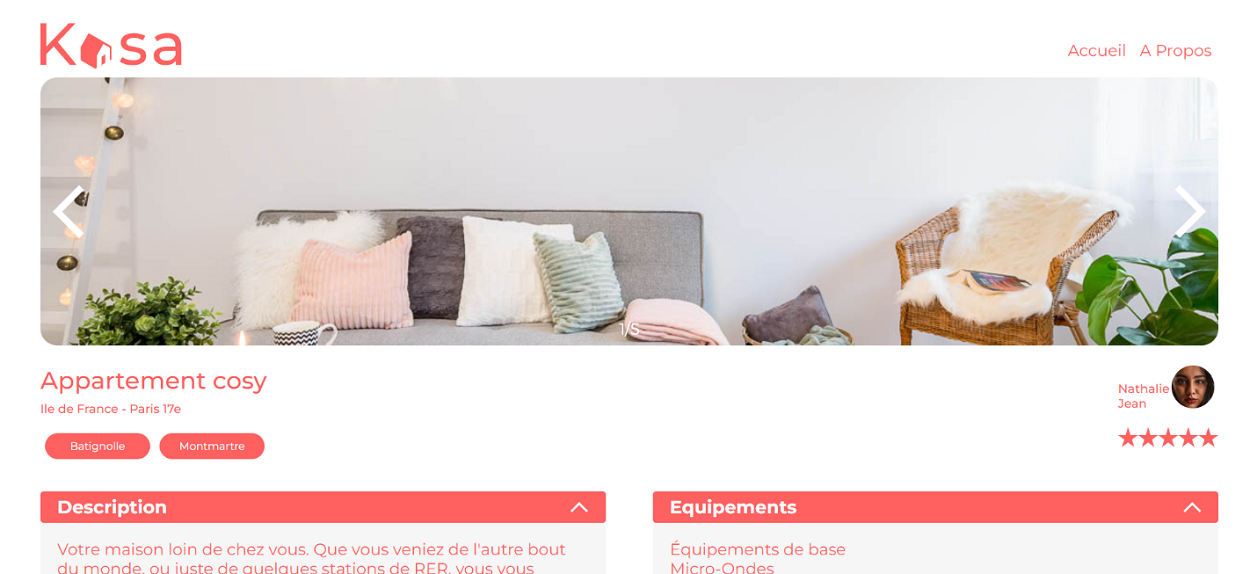 Kasa
Accueil A Propos
1/5
Appartement cosy
Ile de France - Paris 17e
Nathalie
Jean
Batignolle Montmartre
Description
Votre maison loin de chez vous. Que vous veniez de l'autre bout
du monde, ou juste de quelques stations de RER, vous vous
Equipements
Équipements de base
Micro-Ondes